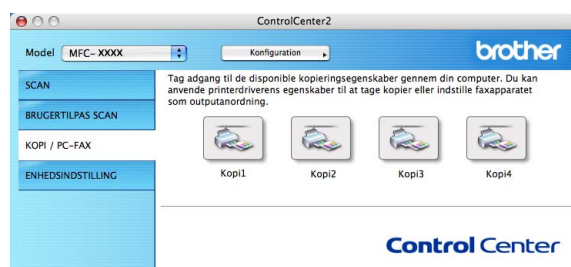 ControlCenter2
Model MFC- XXXX Konfiguration brother
SCAN
BRUGERTILPAS SCAN
KOPI / PC-FAX
ENHEDSINDSTILLING
Tag adgang til de disponible kopieringsegenskaber gennem din computer. Du kan
anvende printerdriverens egenskaber til at tage kopier eller indstille faxapparatet
som outputanordning.
Kopi1 Kopi2 Kopi3 Kopi4
Control Center